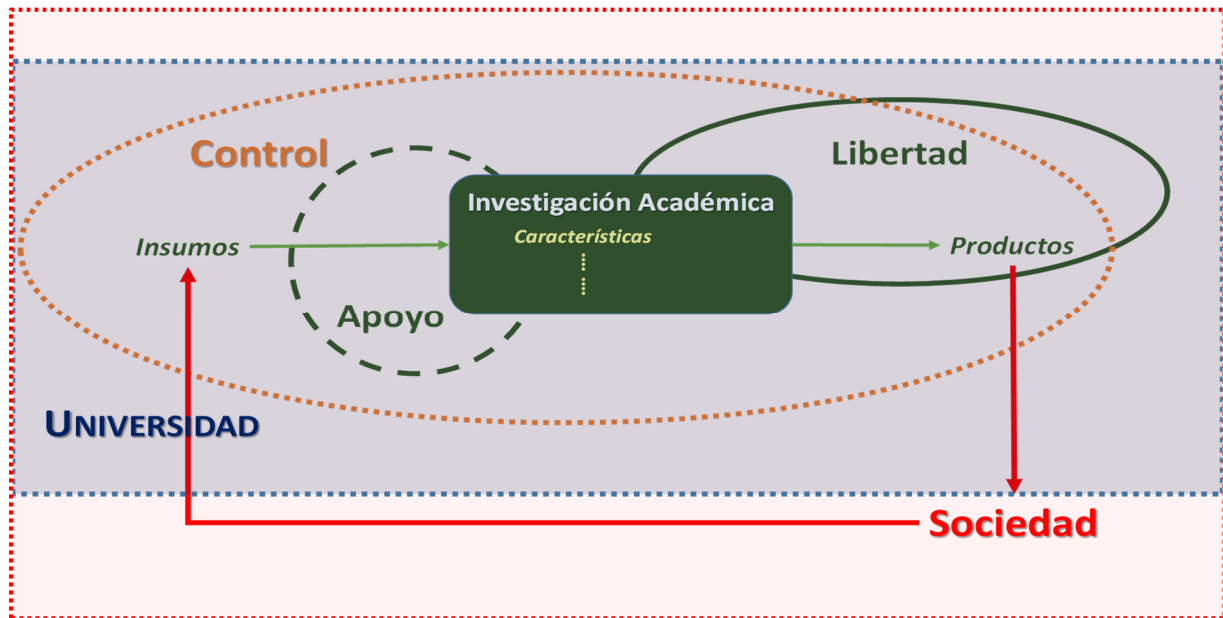 Control
Libertad
Investigación Académica
Características
Insumos
Productos
Apoyo
UNIVERSIDAD
Sociedad